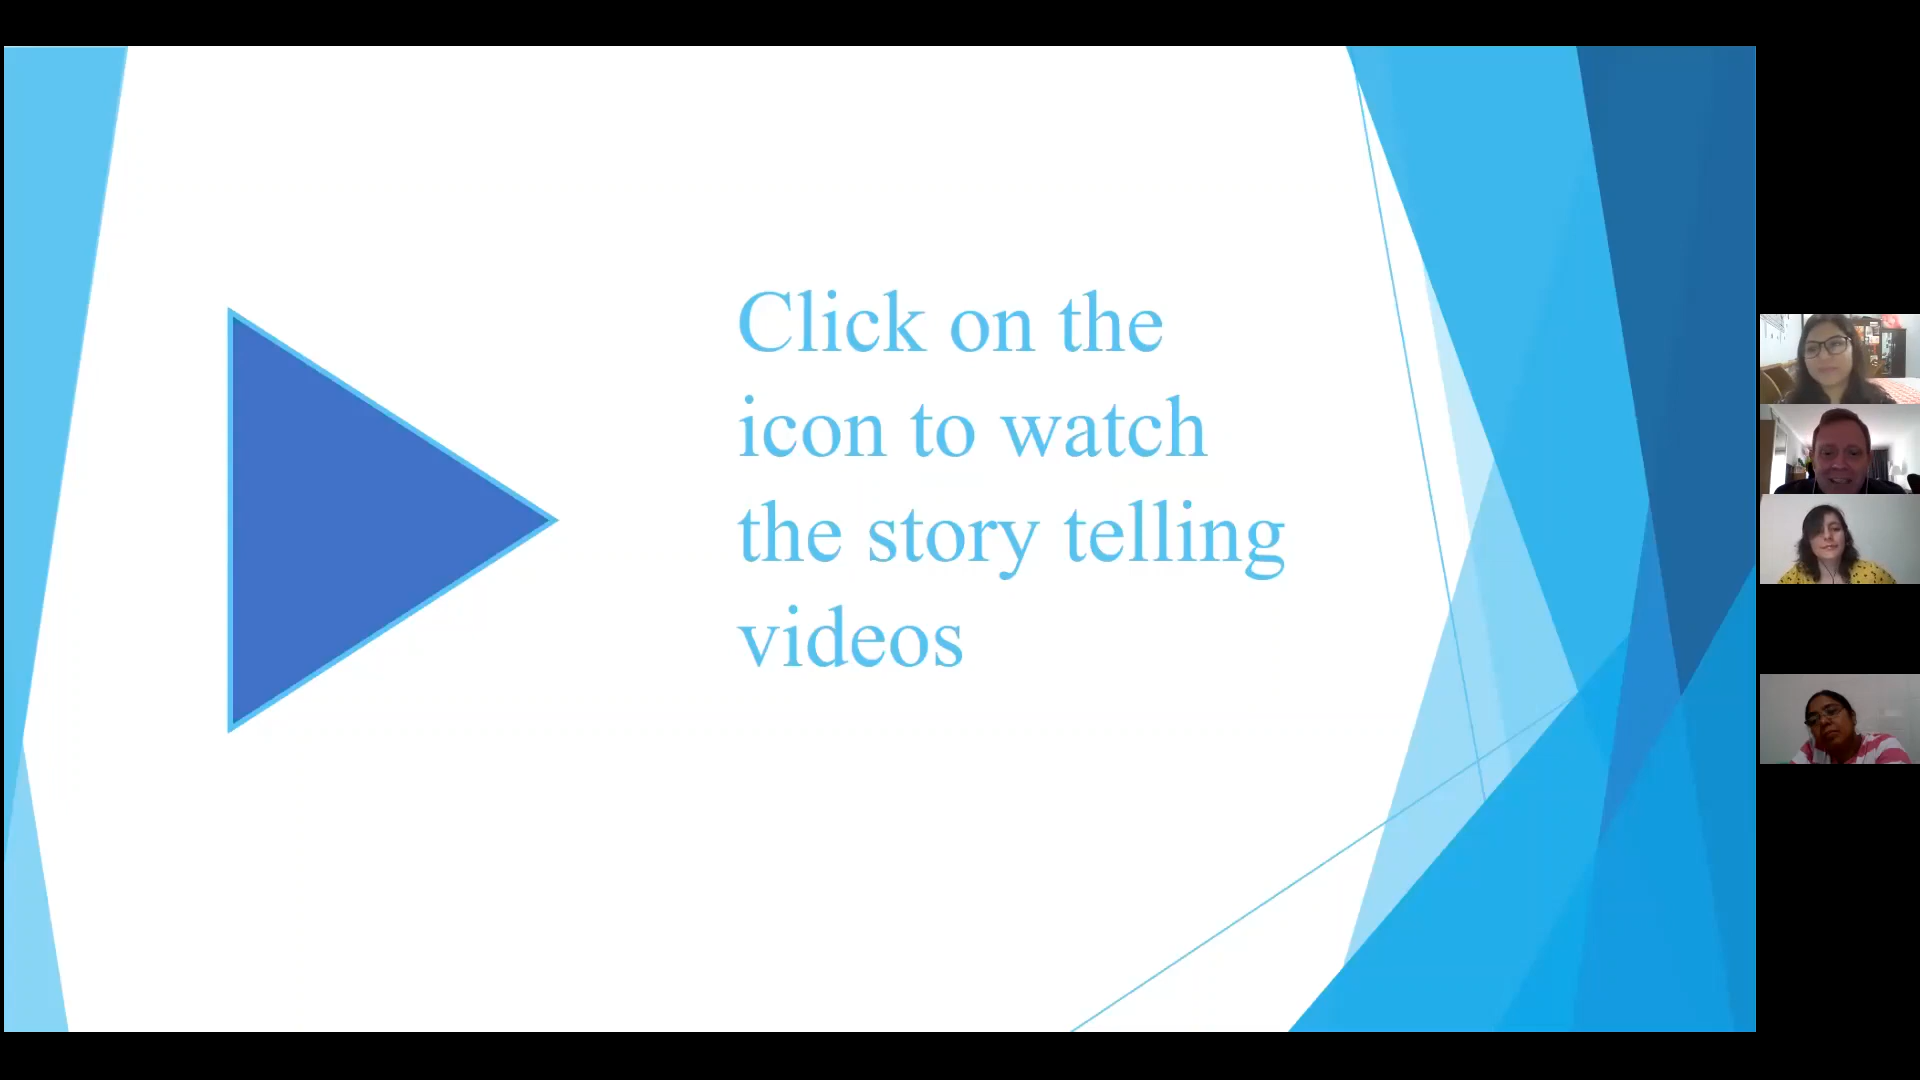 Click on the
icon to watch
the story telling
videos